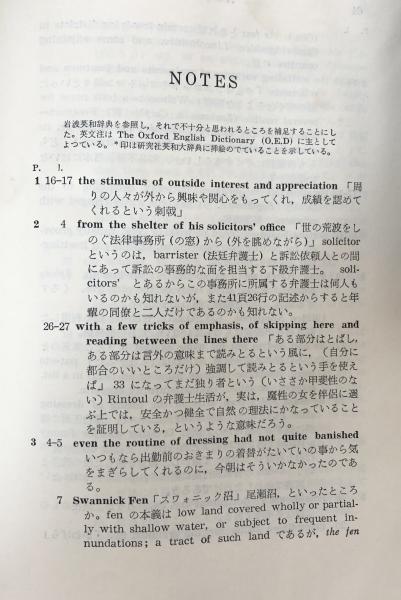 NOTES
岩波英和辞典を参照し，それで不十分と思われるところを補足することにし
た。英文注は The Oxford English Dictionary (O,E.D) に主として
よっている。＊印は研究社英和大辞典に挿絵のでていることを示している。
P. l.
1 16-17 the stimulus of outside interest and appreciation「周
りの人々が外から興味や関心をもってくれ，成績を認めて
くれるという刺戟」
2 4 from the shelter of his solicitors' office 「世の荒波をし
のぐ法律事務所 (の窓) から (外を眺めながら)」solicitor
というのは，barrister (法廷弁護士) と訴訟依頼人との間
にあって訴訟の事務的な面を担当する下級弁護士。 soli-
citors' とあるからこの事務所に所属する弁護士は何人も
いるのかも知れないが，また41頁26行の記述からすると年
輩の同僚と二人だけであるのかも知れない。
26-27 with a few tricks of emphasis, of skipping here and
reading between the lines there 「ある部分はとばし，
ある部分は言外の意味まで読みとるという風に，(自分に
都合のいいところだけ) 強調して読みとるという手を使え
ば」 33 になってまだ独り者という (いささか甲斐性のな
い) Rintoul の弁護士生活が，実は，魔性の女を伴侶に選
ぶ上では，安全かつ健全で自然の理法にかなっていること
を証明している，というような意味だろう。
3 4-5 even the routine of dressing had not quite banished
いつもなら出勤前のおきまりの着替がたいていの事から気
をまぎらしてくれるのに，今朝はそういかなかったのであ
る。
7 Swannick Fen「スワォニック沼」尾瀬沼，といったところ
か。fen の本義は low land covered wholly or partial-
ly with shallow water, or subject to frequent in-
nundations; a tract of such land であるが，the fen